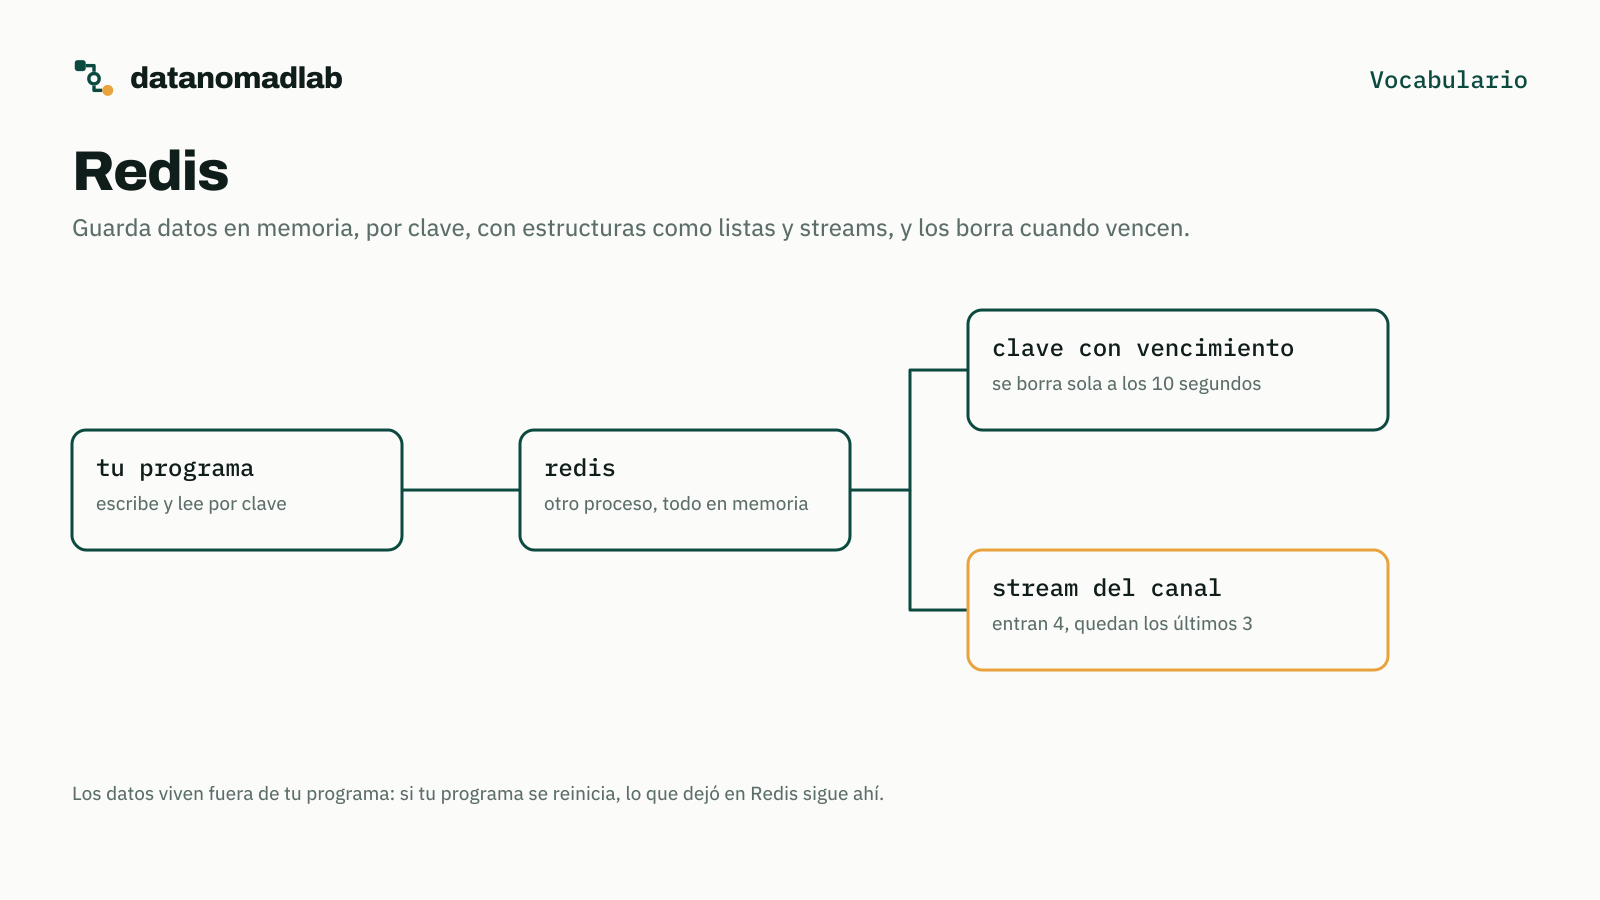 datanomadlab
Vocabulario
Redis
Guarda datos en memoria, por clave, con estructuras como listas y streams, y los borra cuando vencen.
clave con vencimiento
se borra sola a los 10 segundos
tu programa
escribe y lee por clave
redis
otro proceso, todo en memoria
stream del canal
entran 4, quedan los últimos 3
Los datos viven fuera de tu programa: si tu programa se reinicia, lo que dejó en Redis sigue ahí.